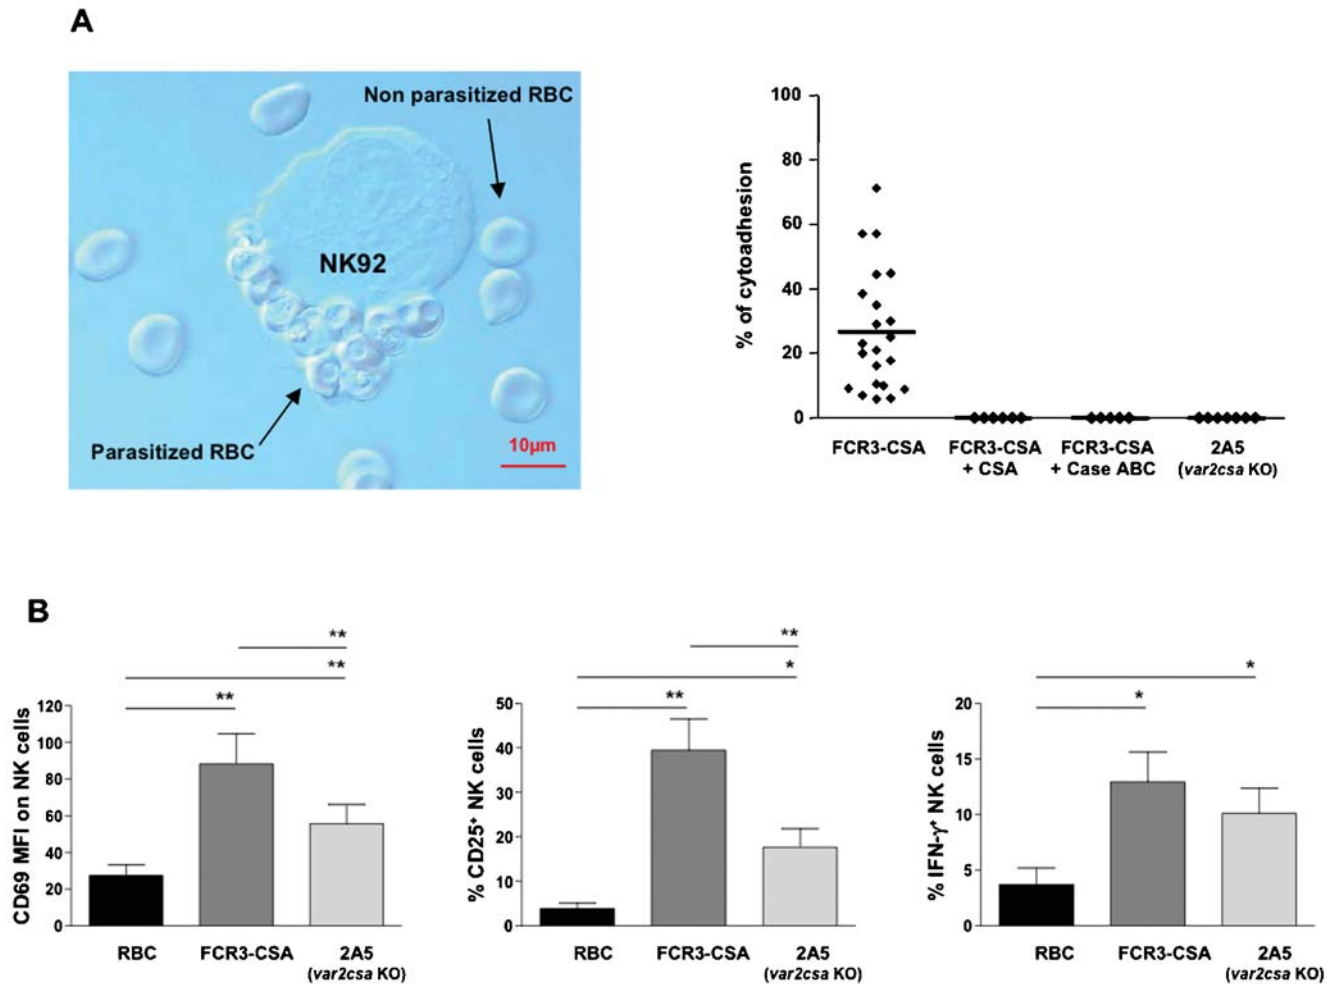 A
Non parasitized RBC
NK92
Parasitized RBC
10µm
% of cytoadhesion
100
80
60
40
20
0
FCR3-CSA
FCR3-CSA
+ CSA
FCR3-CSA
+ Case ABC
2A5
(var2csa KO)
B
CD69 MFI on NK cells
120
100
80
60
40
20
0
**
**
**
RBC
FCR3-CSA
2A5
(var2csa KO)
% CD25+ NK cells
50
40
30
20
10
0
**
*
**
RBC
FCR3-CSA
2A5
(var2csa KO)
% IFN-γ+ NK cells
20
15
10
5
0
*
*
RBC
FCR3-CSA
2A5
(var2csa KO)